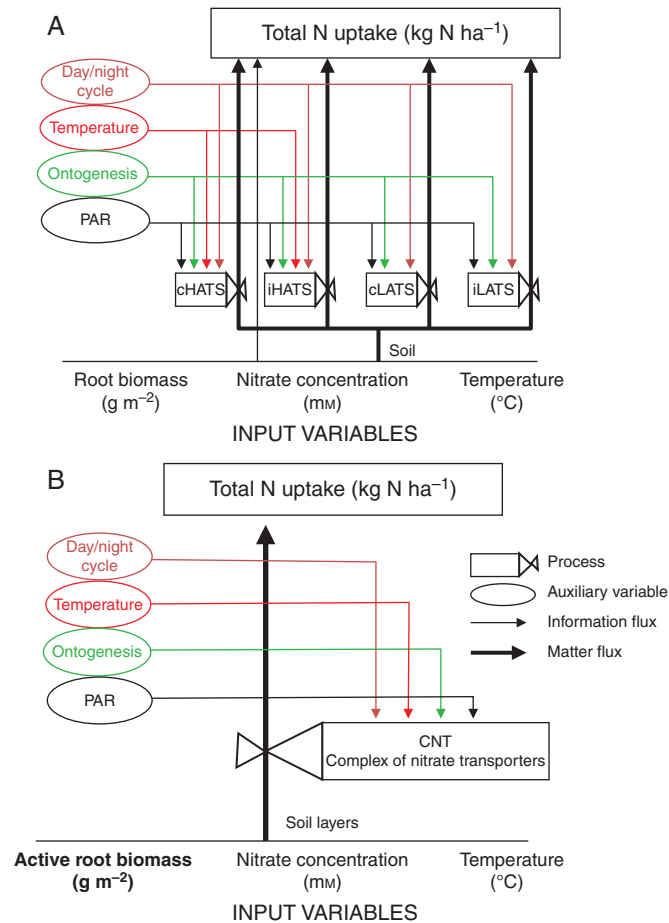 A
Total N uptake (kg N ha⁻¹)
Day/night
cycle
Temperature
Ontogenesis
PAR
cHATS
iHATS
cLATS
iLATS
Soil
Root biomass
(g m⁻²)
Nitrate concentration
(mM)
Temperature
(°C)
INPUT VARIABLES
B
Total N uptake (kg N ha⁻¹)
Day/night
cycle
Temperature
Ontogenesis
PAR
Process
Auxiliary variable
Information flux
Matter flux
CNT
Complex of nitrate transporters
Soil layers
Active root biomass
(g m⁻²)
Nitrate concentration
(mM)
Temperature
(°C)
INPUT VARIABLES